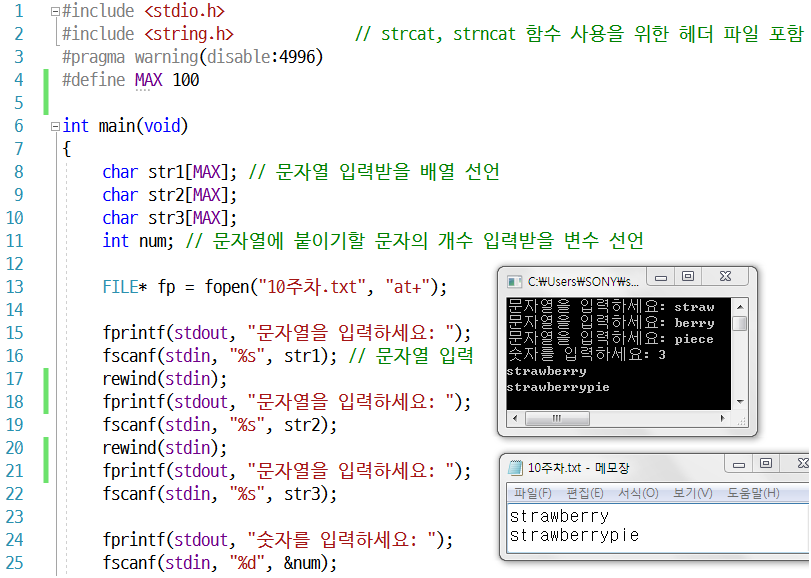 1 #include <stdio.h>
2 #include <string.h> // strcat, strncat 함수 사용을 위한 헤더 파일 포함
3 #pragma warning(disable:4996)
4 #define MAX 100
5
6 int main(void)
7 {
8 char str1[MAX]; // 문자열 입력받을 배열 선언
9 char str2[MAX];
10 char str3[MAX];
11 int num; // 문자열에 붙이기할 문자의 개수 입력받을 변수 선언
12
13 FILE* fp = fopen("10주차.txt", "at+");
14
15 fprintf(stdout, "문자열을 입력하세요: ");
16 fscanf(stdin, "%s", str1); // 문자열 입력
17 rewind(stdin);
18 fprintf(stdout, "문자열을 입력하세요: ");
19 fscanf(stdin, "%s", str2);
20 rewind(stdin);
21 fprintf(stdout, "문자열을 입력하세요: ");
22 fscanf(stdin, "%s", str3);
23
24 fprintf(stdout, "숫자를 입력하세요: ");
25 fscanf(stdin, "%d", &num);
C:₩Users₩SONY₩s...
문자열을 입력하세요: straw
문자열을 입력하세요: berry
문자열을 입력하세요: piece
숫자를 입력하세요: 3
strawberry
strawberrypie
10주차.txt - 메모장
파일(F) 편집(E) 서식(O) 보기(V) 도움말(H)
strawberry
strawberrypie